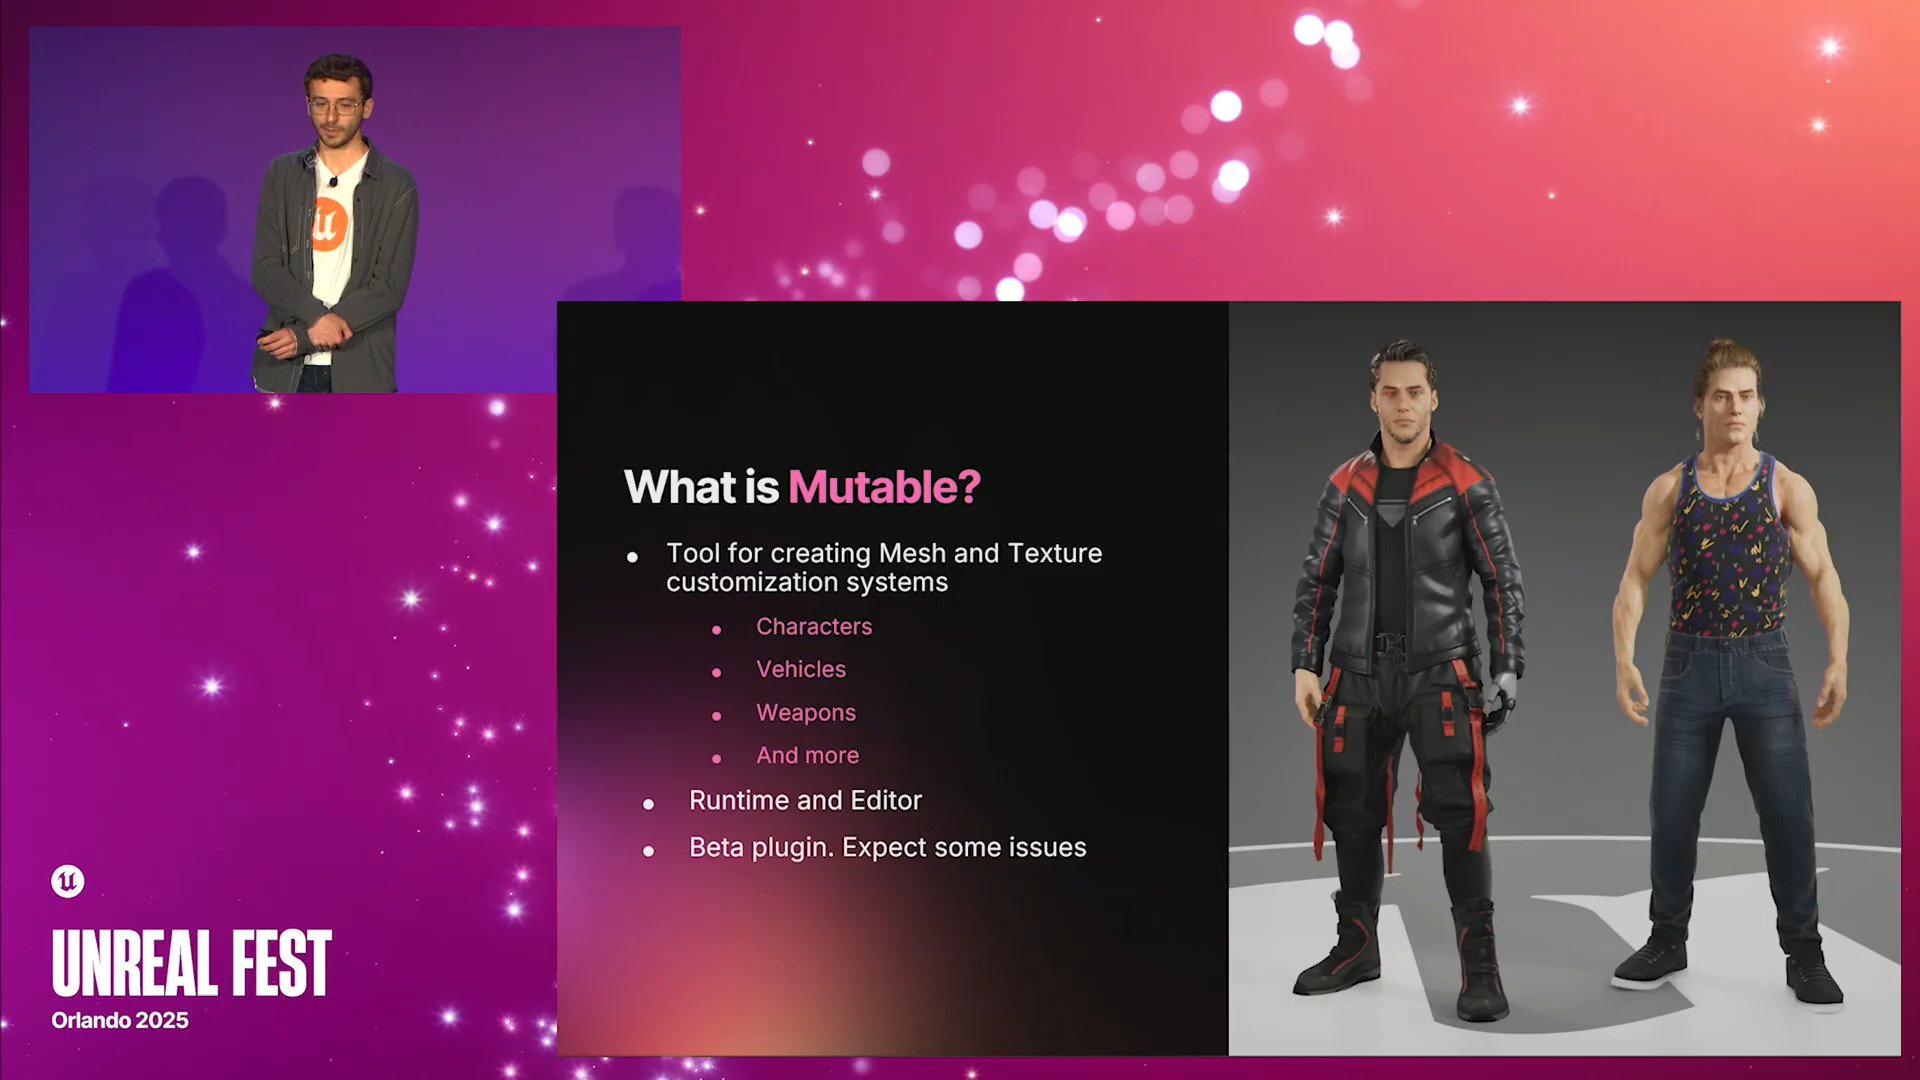 What is Mutable?
Tool for creating Mesh and Texture
customization systems
Characters
Vehicles
Weapons
And more
Runtime and Editor
Beta plugin. Expect some issues
UNREAL FEST
Orlando 2025